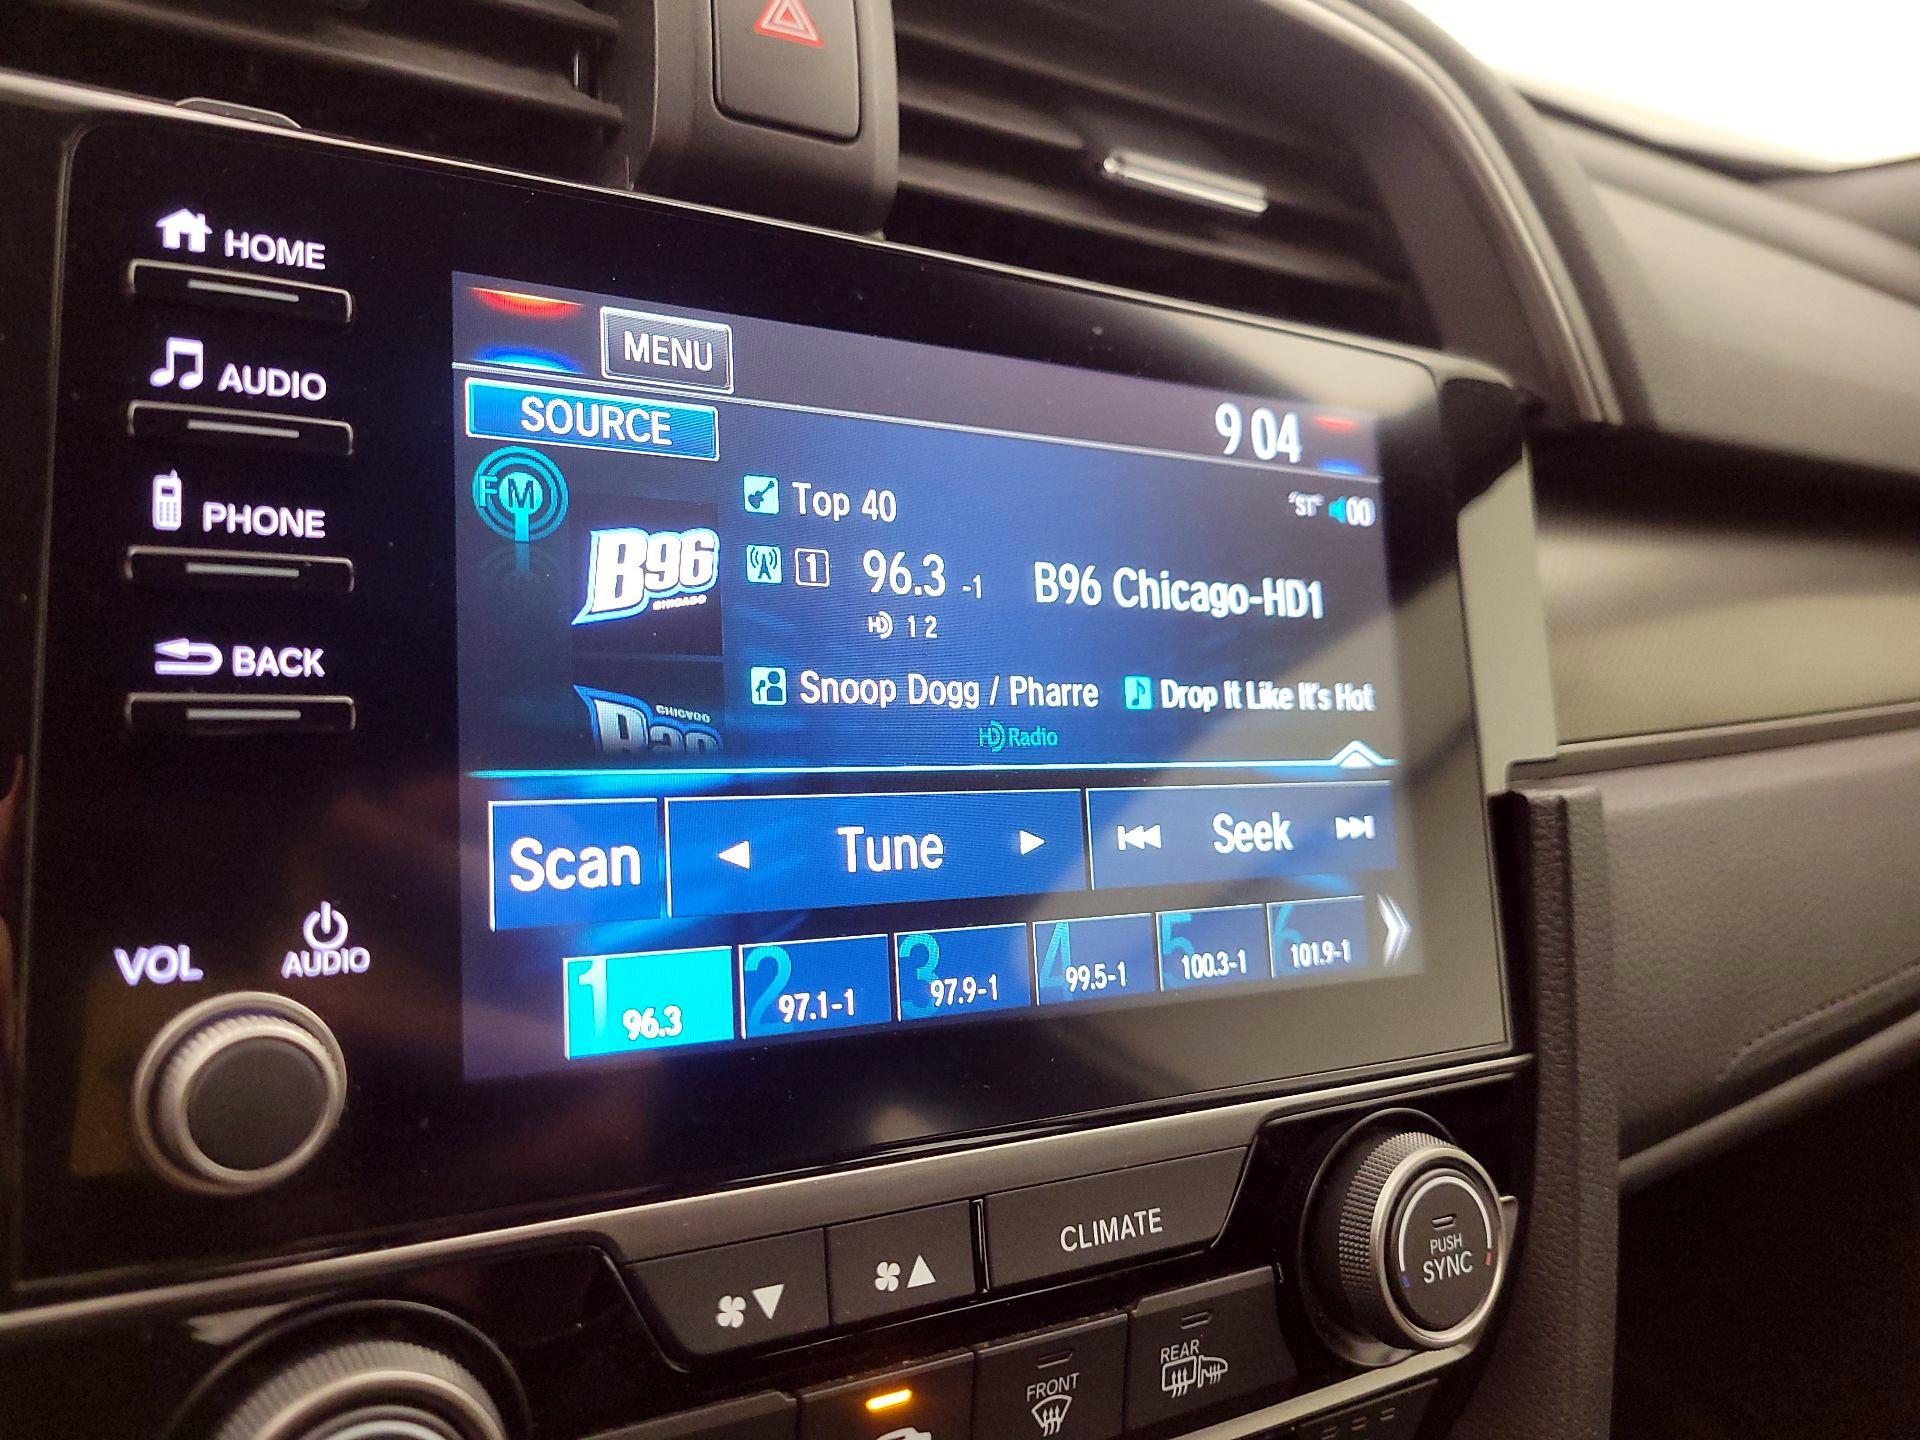 HOME
AUDIO
PHONE
BACK
VOL
AUDIO
MENU
SOURCE
9 04
FM
B96
CHICAGO
Top 40
"ST" 00
1 96.3 -1 B96 Chicago-HD1
HD 1 2
Snoop Dogg / Pharre Drop It Like It's Hot
HD Radio
Scan Tune Seek
1 96.3
2 97.1-1
3 97.9-1
4 99.5-1
5 100.3-1
6 101.9-1
CLIMATE
PUSH
SYNC
FRONT
REAR